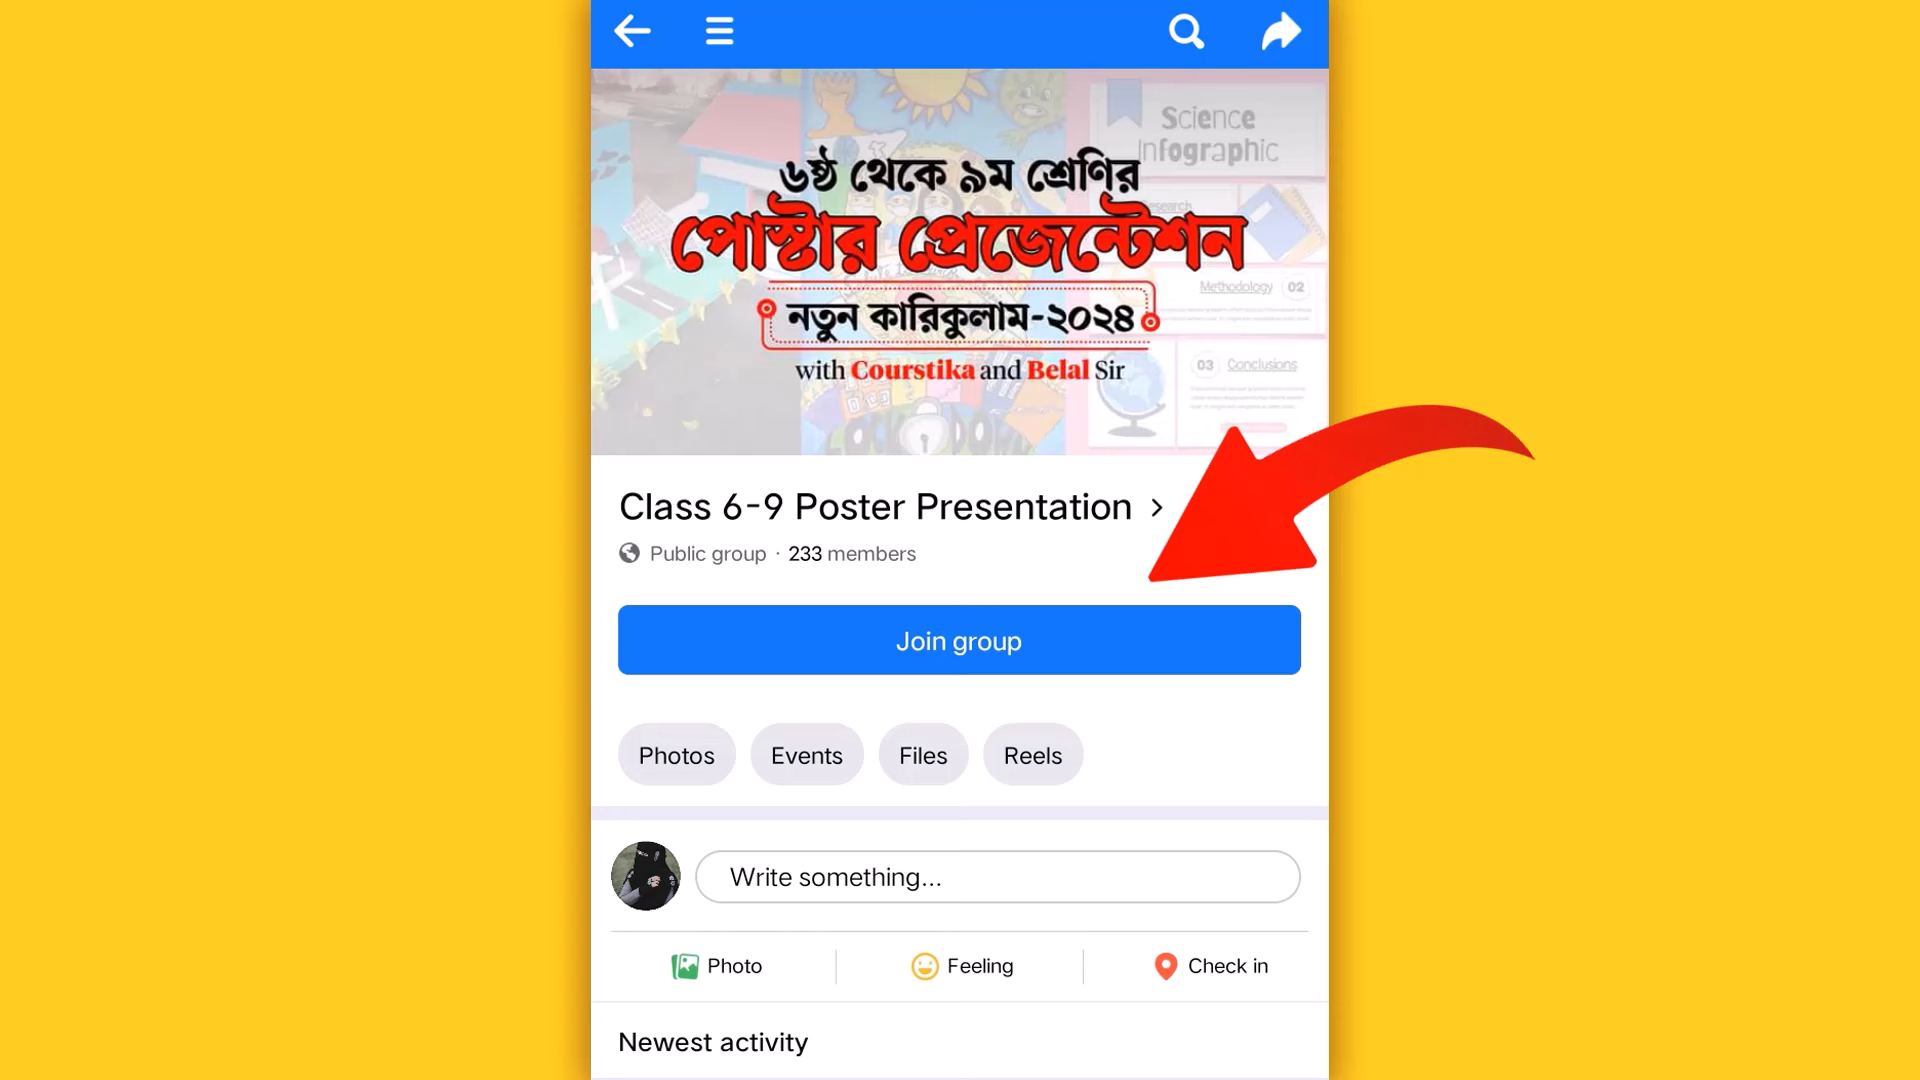 Science
Infographic
৬ষ্ঠ থেকে ৯ম শ্রেণির
Research
পোস্টার প্রেজেন্টেশন
Methodology 02
নতুন কারিকুলাম-২০২৪
03 Conclusions
with Courstika and Belal Sir
Class 6-9 Poster Presentation
Public group · 233 members
Join group
Photos Events Files Reels
Write something...
Photo Feeling Check in
Newest activity